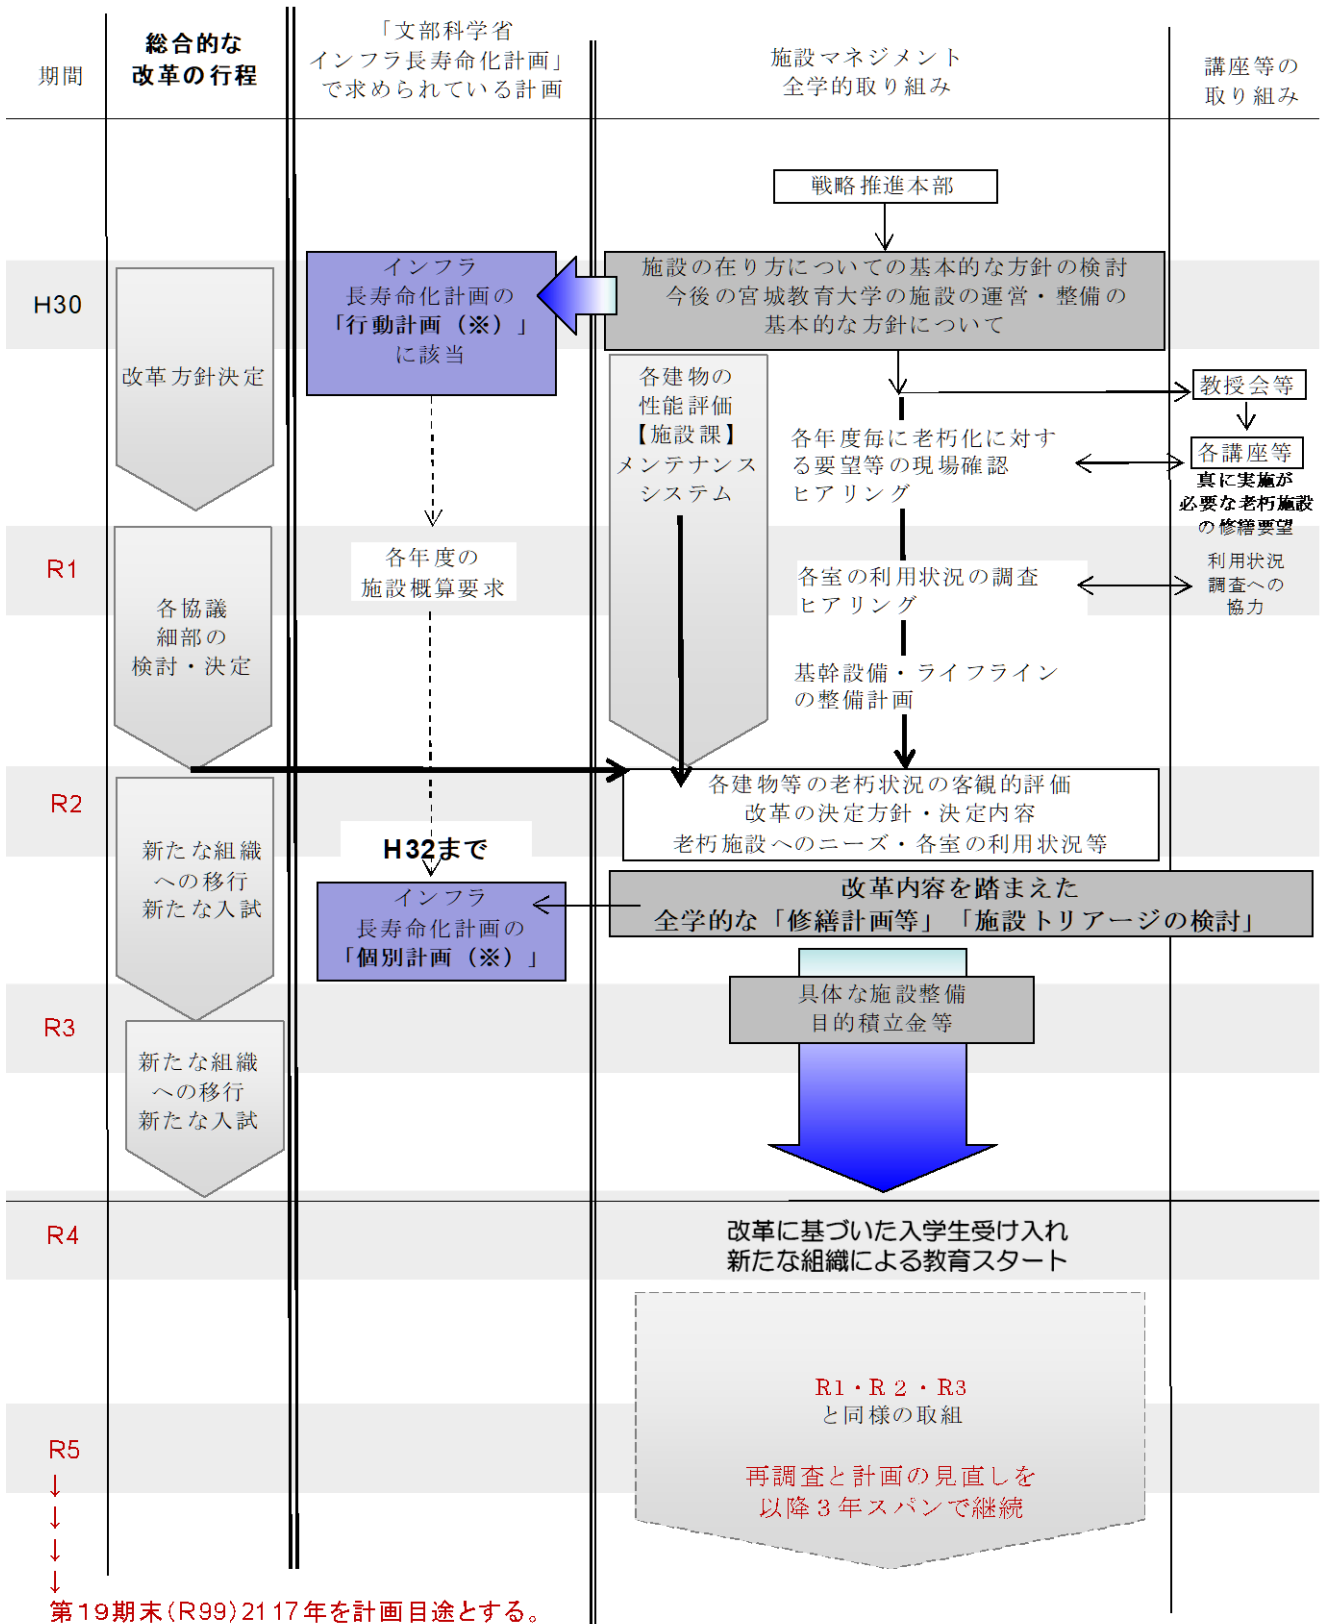 期間
総合的な
改革の行程
「文部科学省
インフラ長寿命化計画」
で求められている計画
施設マネジメント
全学的取り組み
講座等の
取り組み
戦略推進本部
H30
改革方針決定
インフラ
長寿命化計画の
「行動計画（※）」
に該当
施設の在り方についての基本的な方針の検討
今後の宮城教育大学の施設の運営・整備の
基本的な方針について
各建物の
性能評価
【施設課】
メンテナンス
システム
各年度毎に老朽化に対す
る要望等の現場確認
ヒアリング
教授会等
各講座等
真に実施が
必要な老朽施設
の修繕要望
R1
各協議
細部の
検討・決定
各年度の
施設概算要求
各室の利用状況の調査
ヒアリング
利用状況
調査への
協力
基幹設備・ライフライン
の整備計画
R2
新たな組織
への移行
新たな入試
H32まで
各建物等の老朽状況の客観的評価
改革の決定方針・決定内容
老朽施設へのニーズ・各室の利用状況等
インフラ
長寿命化計画の
「個別計画（※）」
改革内容を踏まえた
全学的な「修繕計画等」「施設トリアージの検討」
R3
新たな組織
への移行
新たな入試
具体な施設整備
目的積立金等
R4
改革に基づいた入学生受け入れ
新たな組織による教育スタート
R1・R２・R3
と同様の取組
再調査と計画の見直しを
以降３年スパンで継続
R5
↓
↓
↓
↓
↓
第19期末(R99)2117年を計画目途とする。